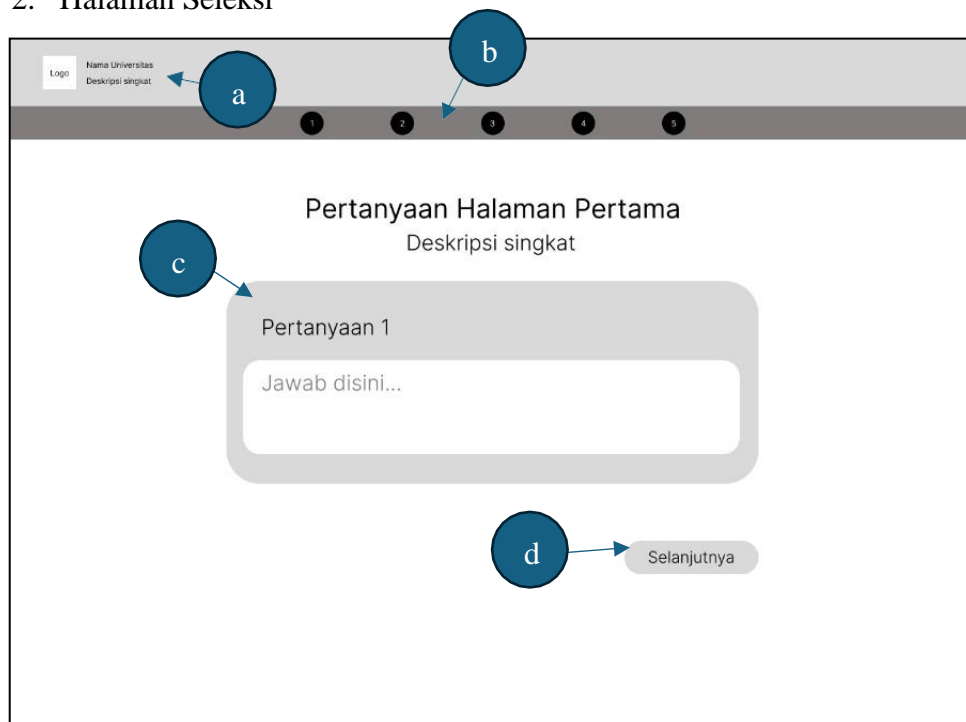 2. Halaman Seleksi
b
Logo
Nama Universitas
Deskripsi singkat
a
1 2 3 4 5
Pertanyaan Halaman Pertama
Deskripsi singkat
c
Pertanyaan 1
Jawab disini...
d
Selanjutnya